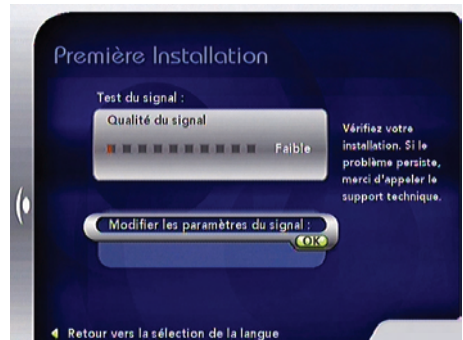 Première Installation
Test du signal :
Qualité du signal
Faible
Vérifiez votre
installation. Si le
problème persiste,
merci d'appeler le
support technique.
Modifier les paramètres du signal :
OK
Retour vers la sélection de la langue